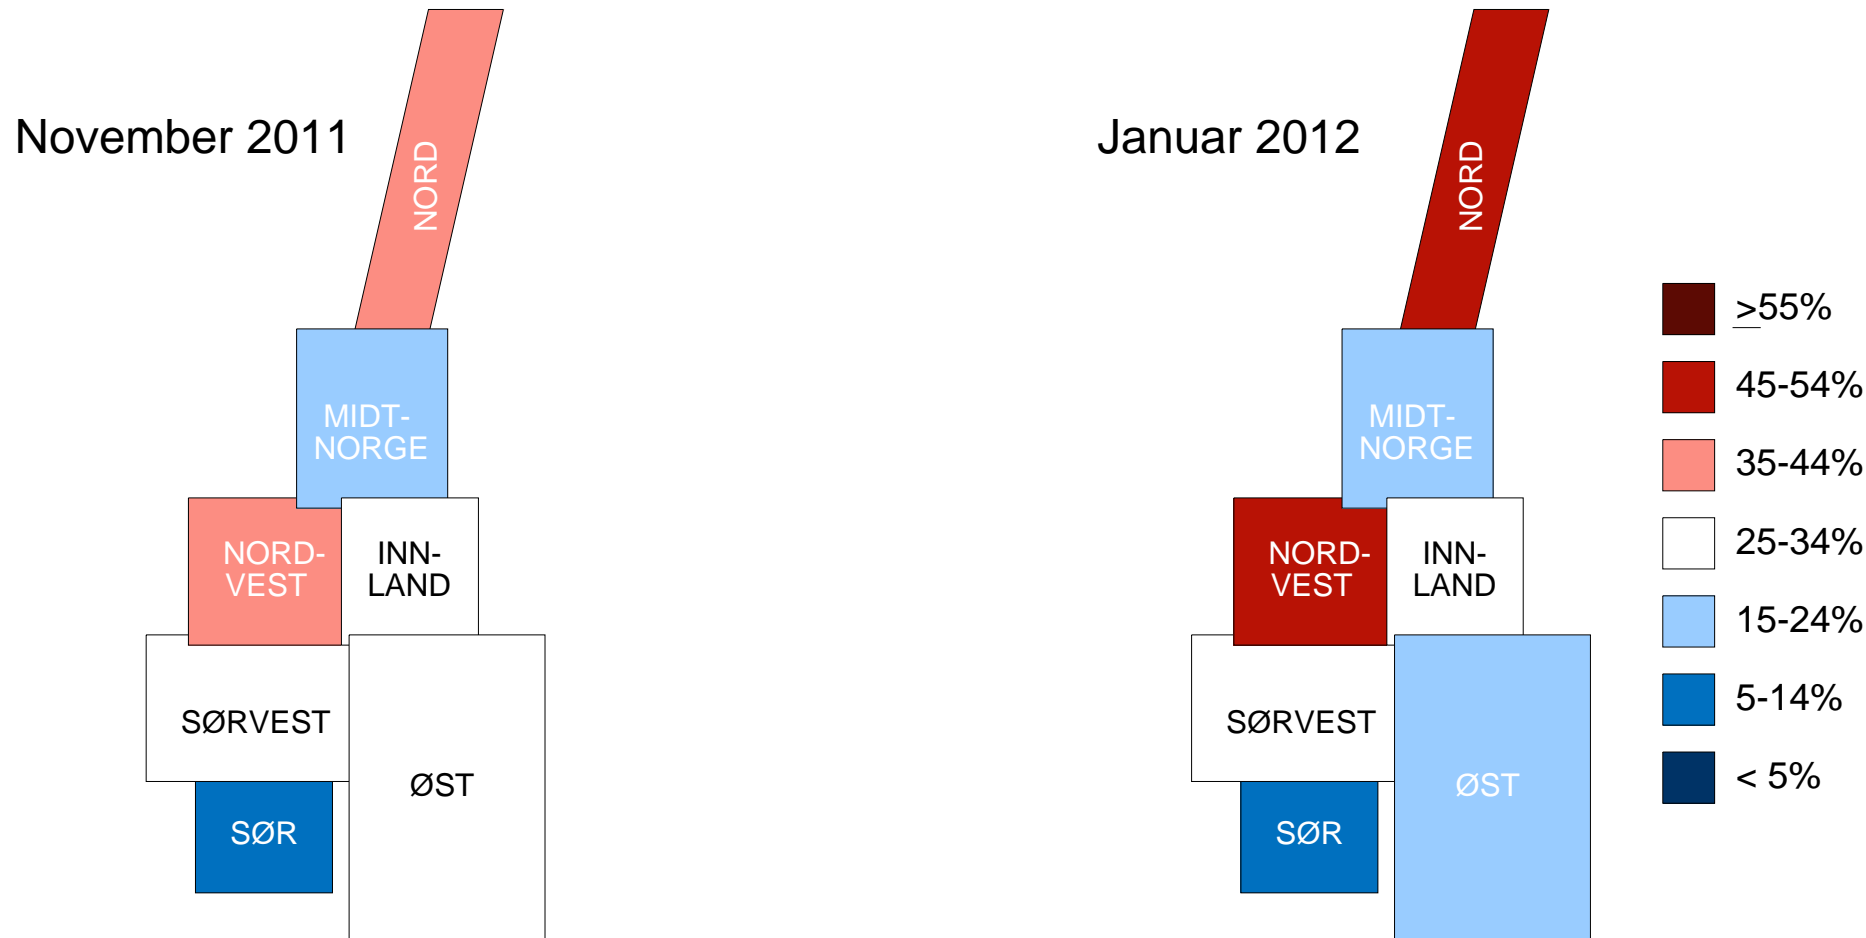 November 2011
NORD
MIDT-
NORGE
NORD-
VEST
INN-
LAND
SØRVEST
ØST
SØR
Januar 2012
NORD
MIDT-
NORGE
NORD-
VEST
INN-
LAND
SØRVEST
ØST
SØR
>55%
45-54%
35-44%
25-34%
15-24%
5-14%
< 5%